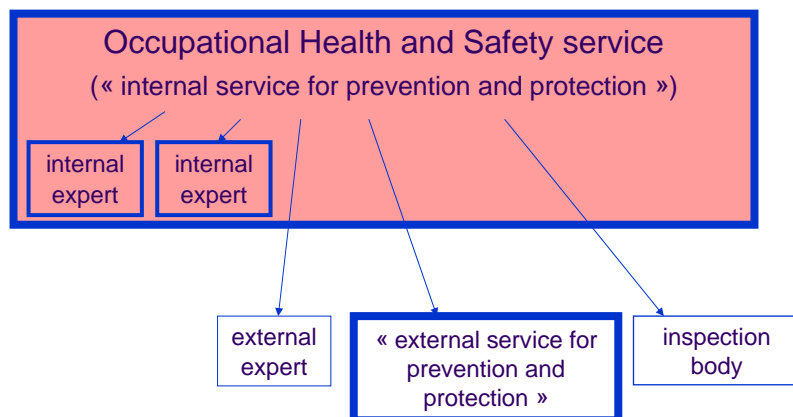 Occupational Health and Safety service
(« internal service for prevention and protection »)
internal
expert
internal
expert
external
expert
« external service for
prevention and
protection »
inspection
body